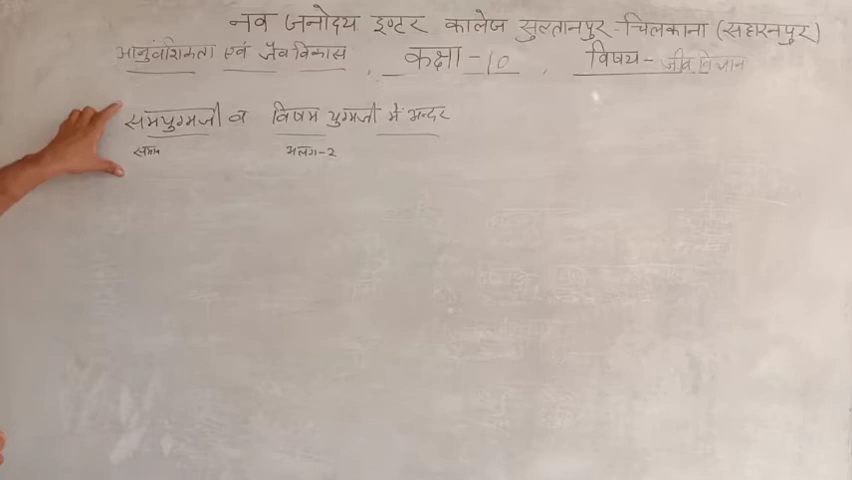 नव जनोदय इण्टर कालेज सुल्तानपुर-चिलकाना (सहारनपुर)
आनुवंशिकता एवं जैव विकास, कक्षा-10, विषय- जीव विज्ञान
समयुग्मजी व विषम युग्मजी में अन्तर
समान अलग-2